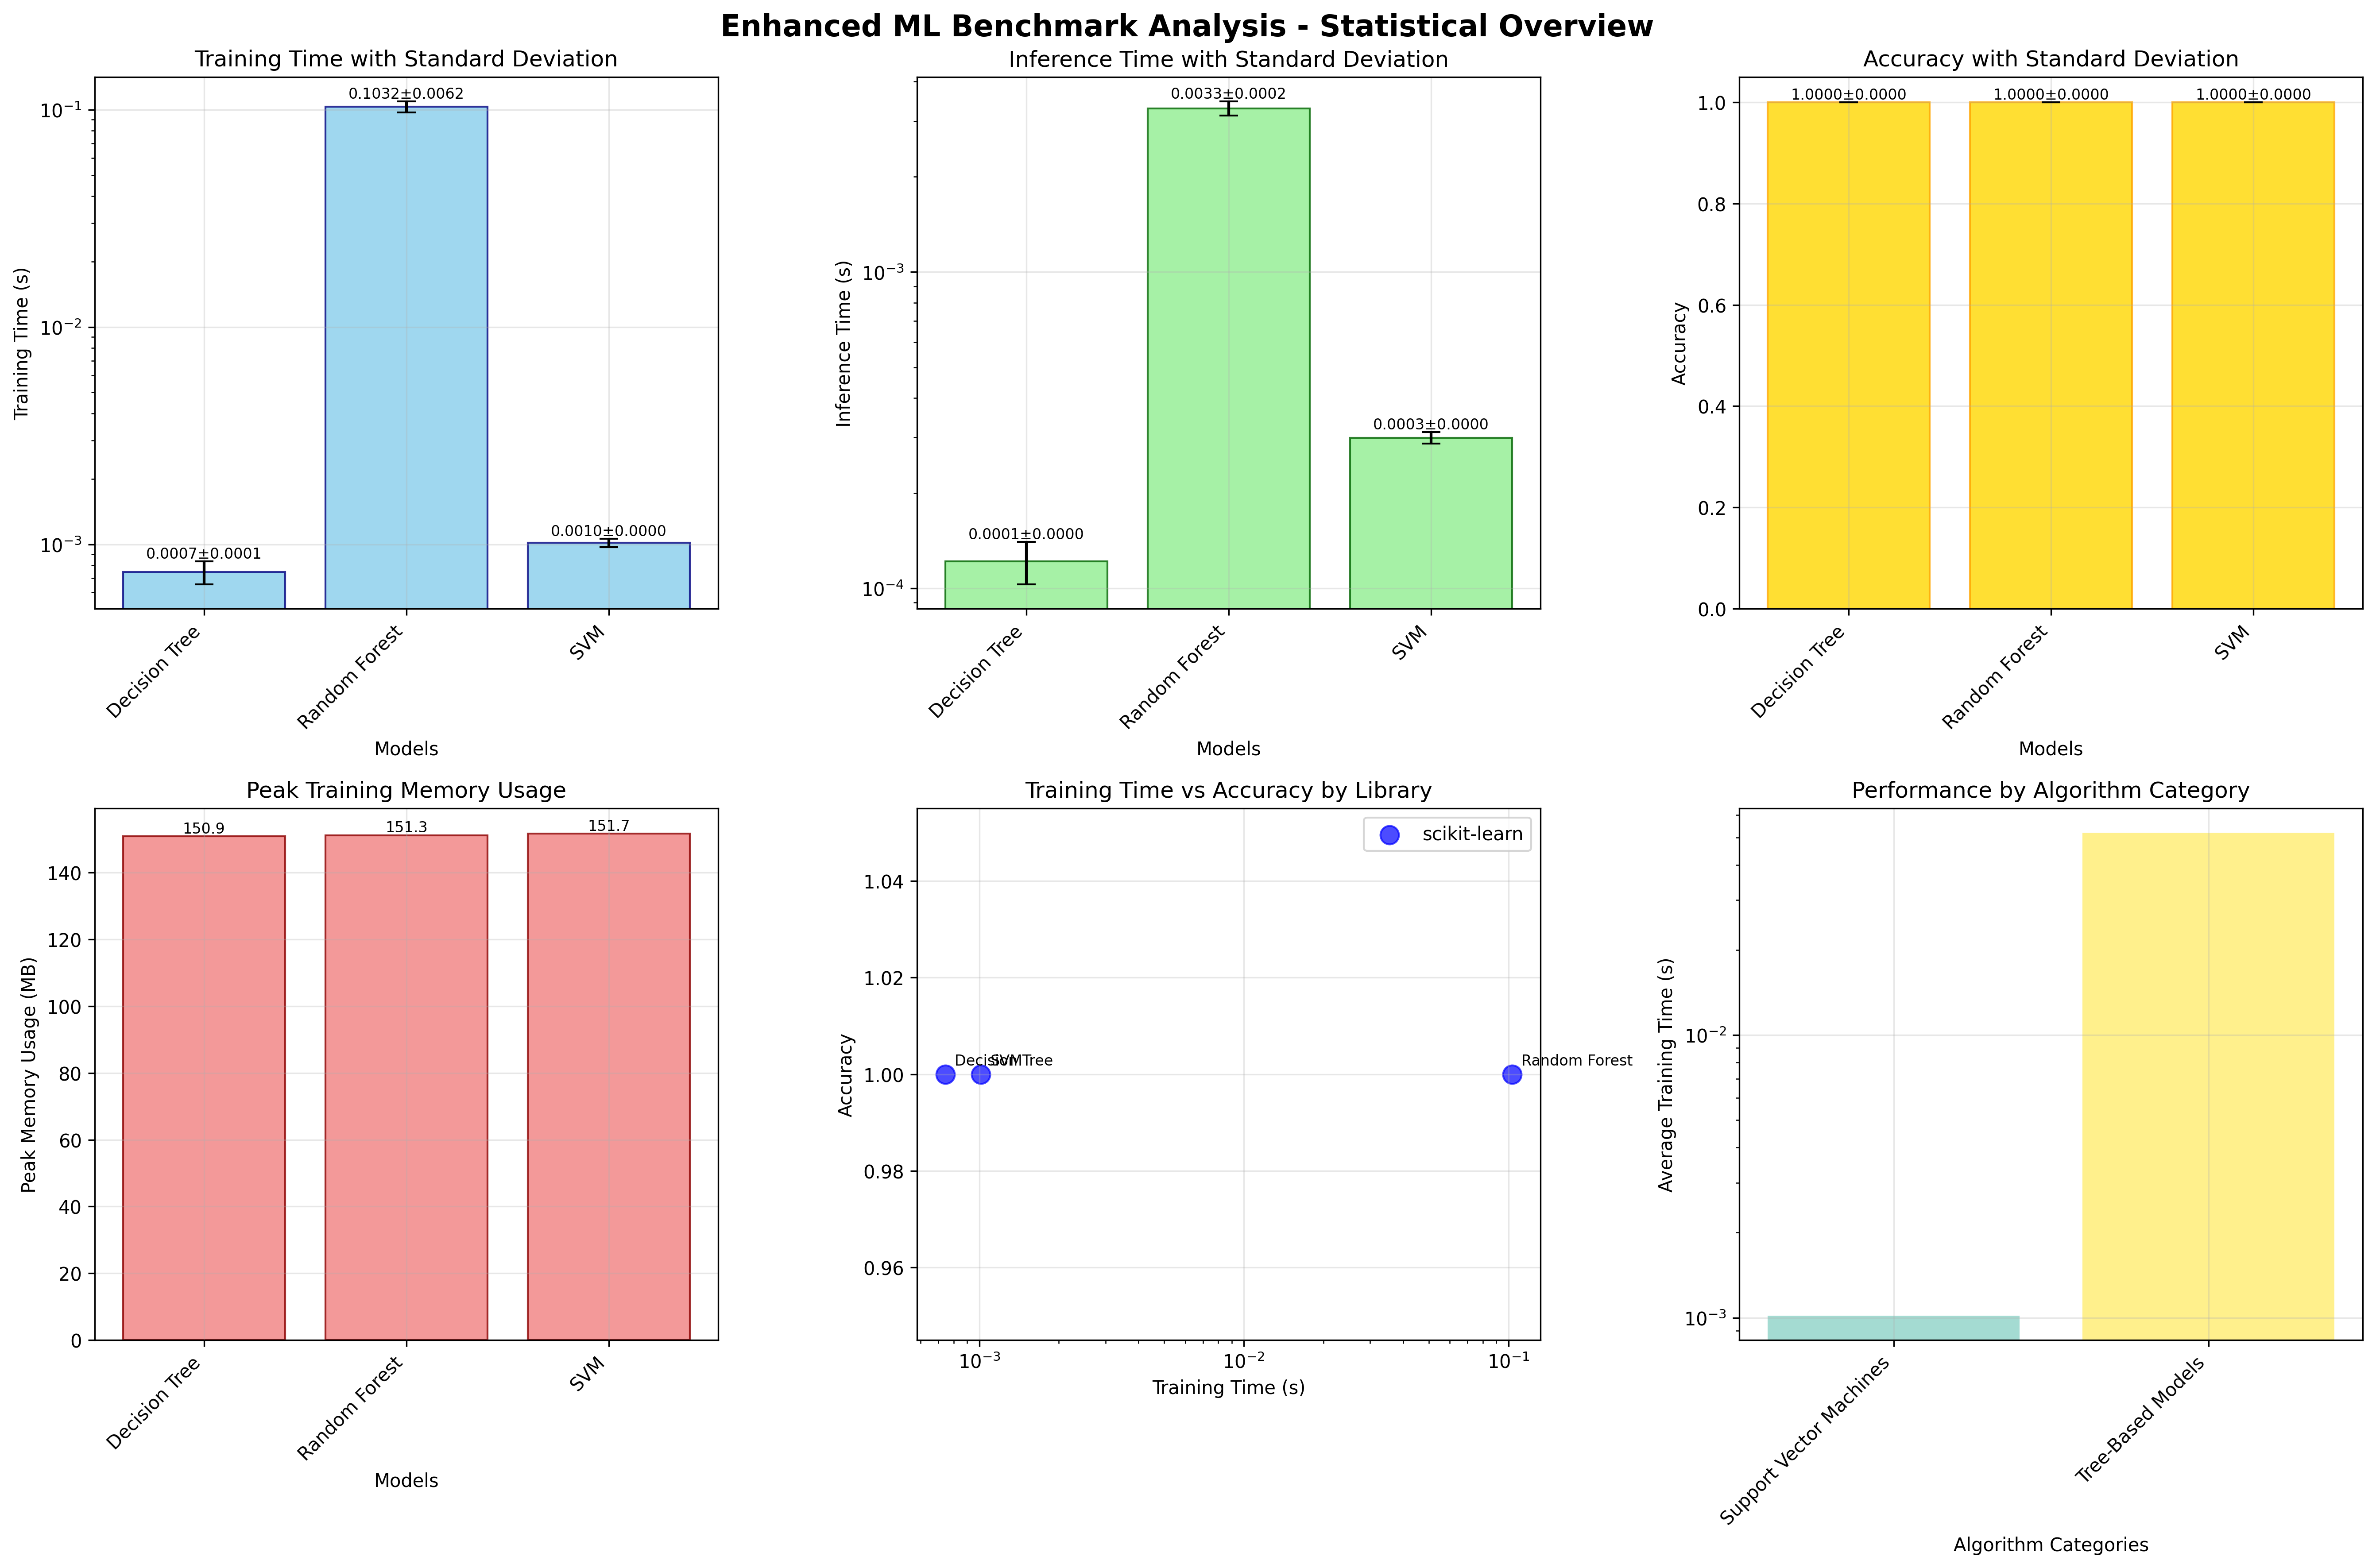 Enhanced ML Benchmark Analysis - Statistical Overview
Training Time with Standard Deviation
Training Time (s)
10⁻¹
10⁻²
10⁻³
0.0007±0.0001
0.1032±0.0062
0.0010±0.0000
Decision Tree
Random Forest
SVM
Models
Inference Time with Standard Deviation
Inference Time (s)
10⁻³
10⁻⁴
0.0001±0.0000
0.0033±0.0002
0.0003±0.0000
Decision Tree
Random Forest
SVM
Models
Accuracy with Standard Deviation
Accuracy
1.0
0.8
0.6
0.4
0.2
0.0
1.0000±0.0000
1.0000±0.0000
1.0000±0.0000
Decision Tree
Random Forest
SVM
Models
Peak Training Memory Usage
Peak Memory Usage (MB)
140
120
100
80
60
40
20
0
150.9
151.3
151.7
Decision Tree
Random Forest
SVM
Models
Training Time vs Accuracy by Library
scikit-learn
Accuracy
1.04
1.02
1.00
0.98
0.96
Decision Tree
SVM
Random Forest
10⁻³
10⁻²
10⁻¹
Training Time (s)
Performance by Algorithm Category
Average Training Time (s)
10⁻²
10⁻³
Support Vector Machines
Tree-Based Models
Algorithm Categories